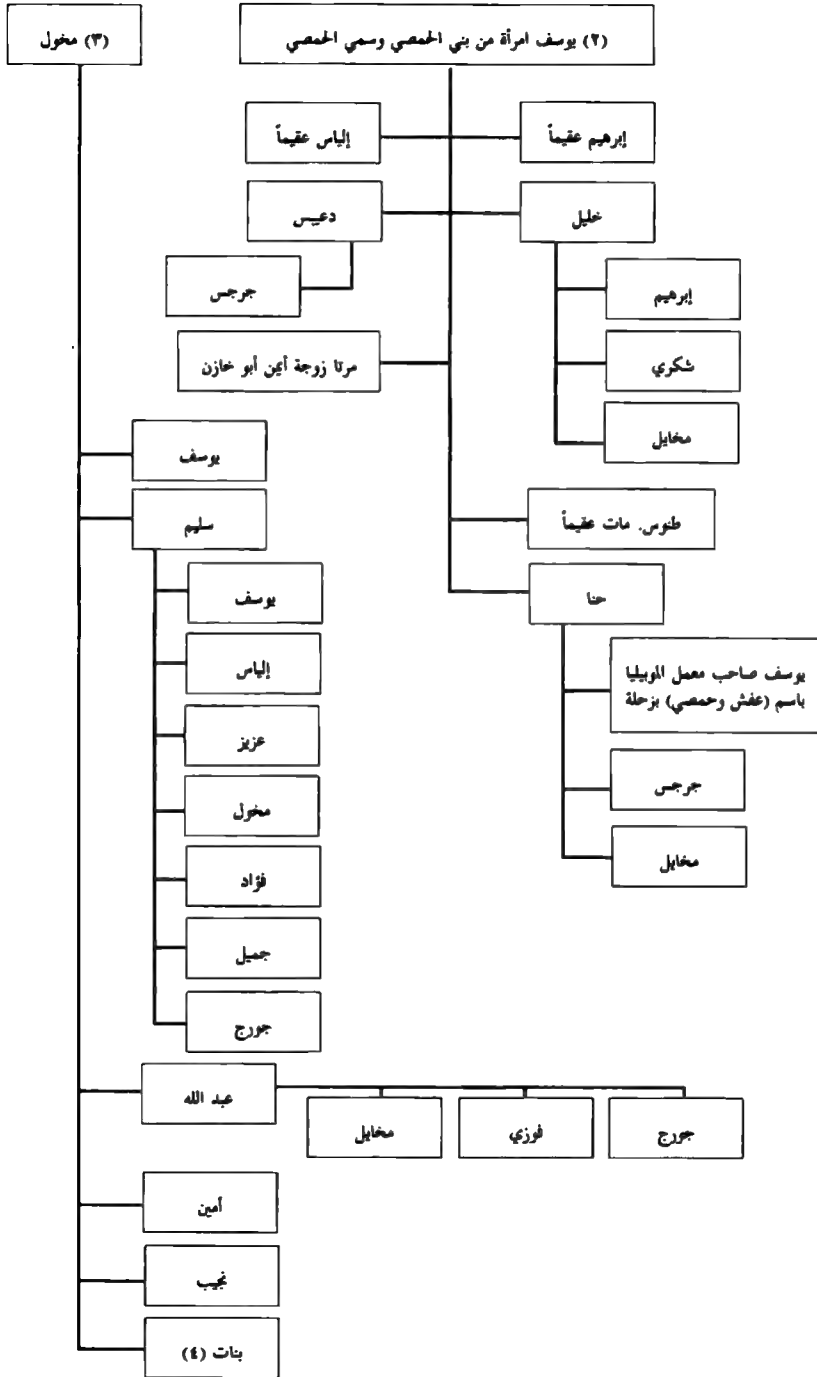 (٢) يوسف امرأة من بني الحمصي وسمي الحمصي
(٣) مخول
إبرهيم عقيماً
إلياس عقيماً
خليل
دعيبس
جرجس
إبرهيم
شكري
مخايل
مرتا زوجة أيمن أبو خازن
طنوس. مات عقيماً
حنا
يوسف صاحب معمل الموبيليا
باسم (عفش وحمصي) بزحلة
جرجس
مخايل
يوسف
سليم
يوسف
إلياس
عزيز
مخول
فؤاد
جميل
جورج
عبد الله
جورج
فوزي
مخايل
أمين
نجيب
بنات (٤)